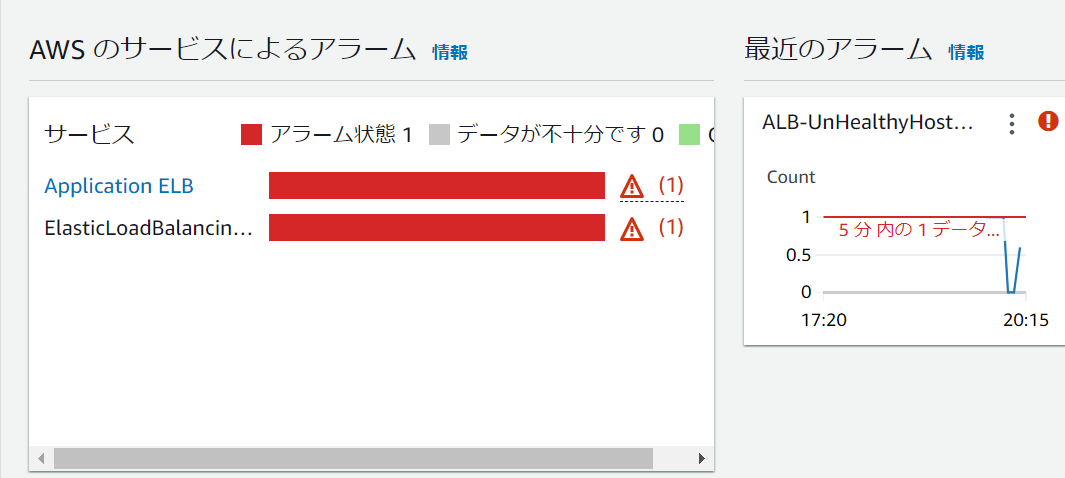 AWS のサービスによるアラーム 情報
サービス
アラーム状態 1 データが不十分です 0
Application ELB (1)
ElasticLoadBalancin... (1)
最近のアラーム 情報
ALB-UnHealthyHost...
Count
1
5 分 内の 1 データ...
0.5
0
17:20 20:15